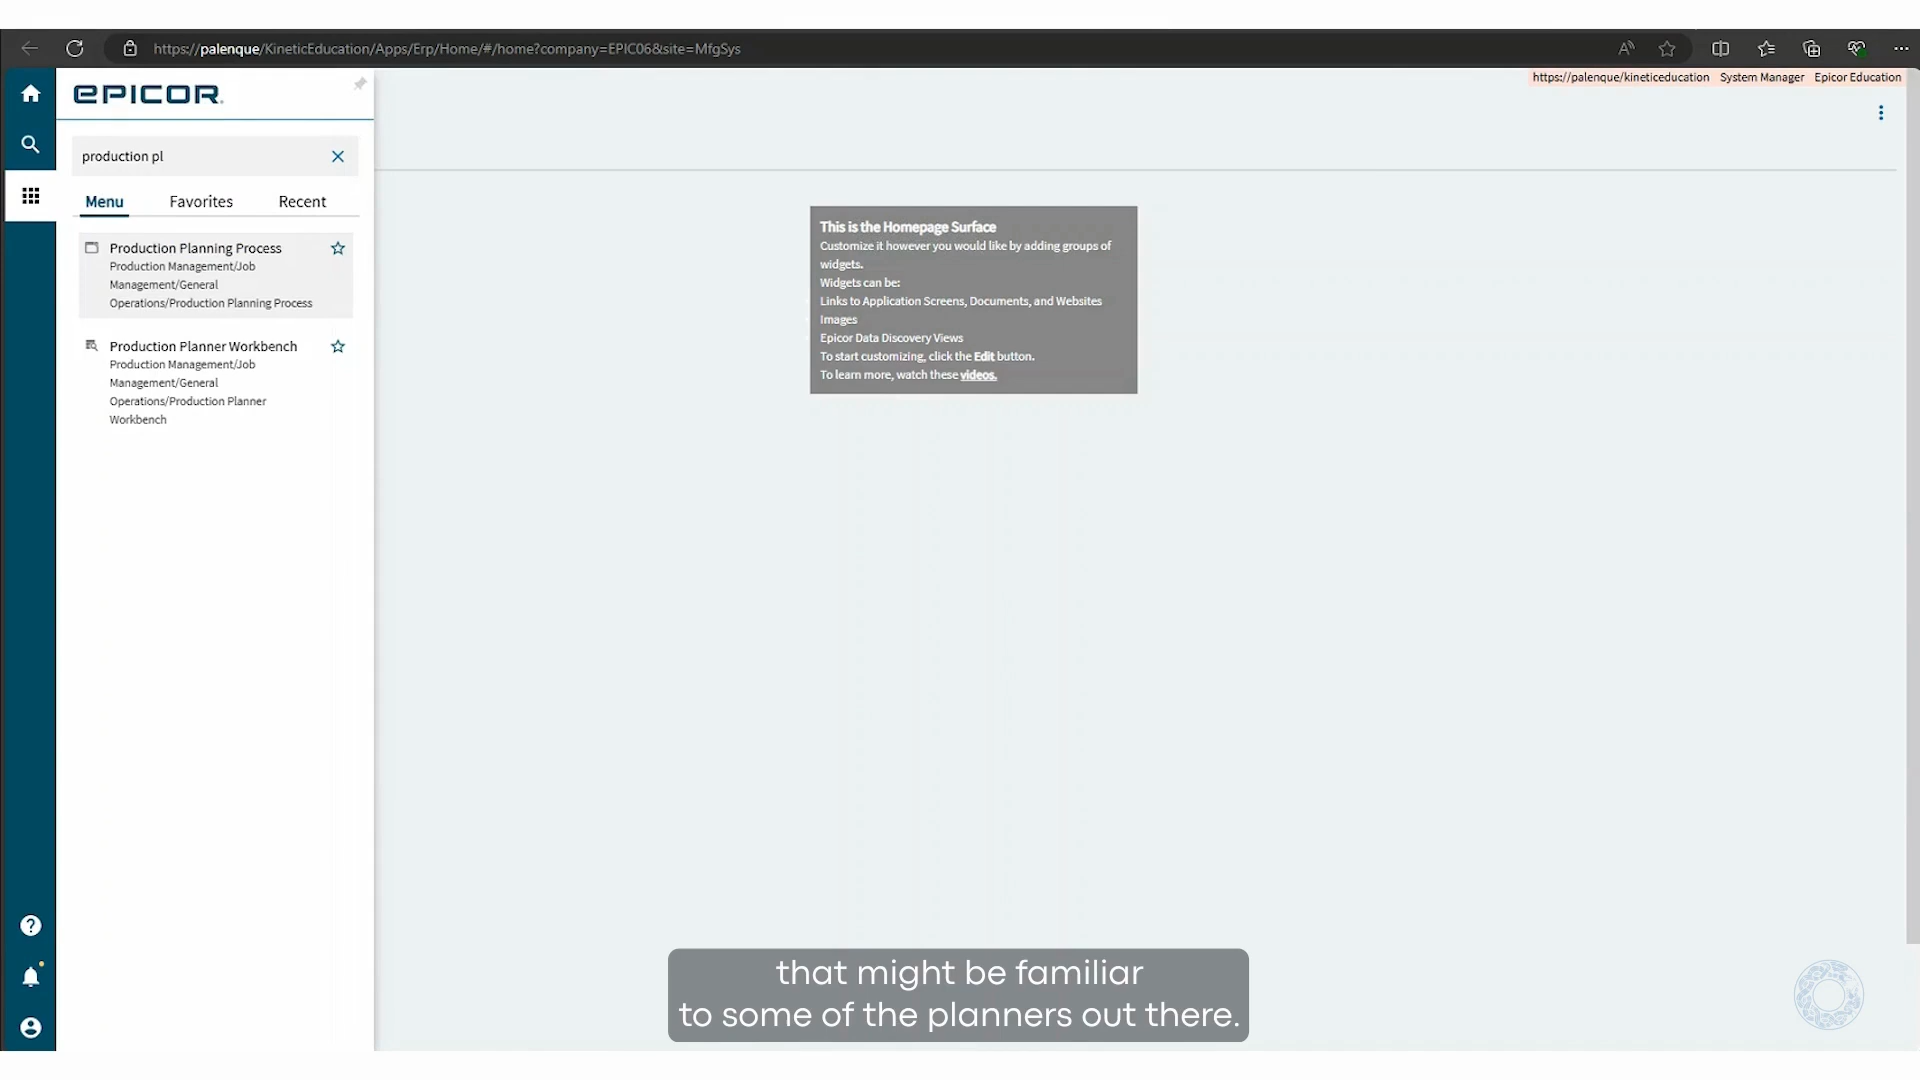 https://palenque/KineticEducation/Apps/Erp/Home/#/home?company=EPIC06&site=MfgSys
https://palenque/kineticeducation System Manager Epicor Education
EPICOR
production pl
Menu Favorites Recent
Production Planning Process
Production Management/Job
Management/General
Operations/Production Planning Process
Production Planner Workbench
Production Management/Job
Management/General
Operations/Production Planner
Workbench
This is the Homepage Surface
Customize it however you would like by adding groups of
widgets.
Widgets can be:
Links to Application Screens, Documents, and Websites
Images
Epicor Data Discovery Views
To start customizing, click the Edit button.
To learn more, watch these videos.
that might be familiar
to some of the planners out there.